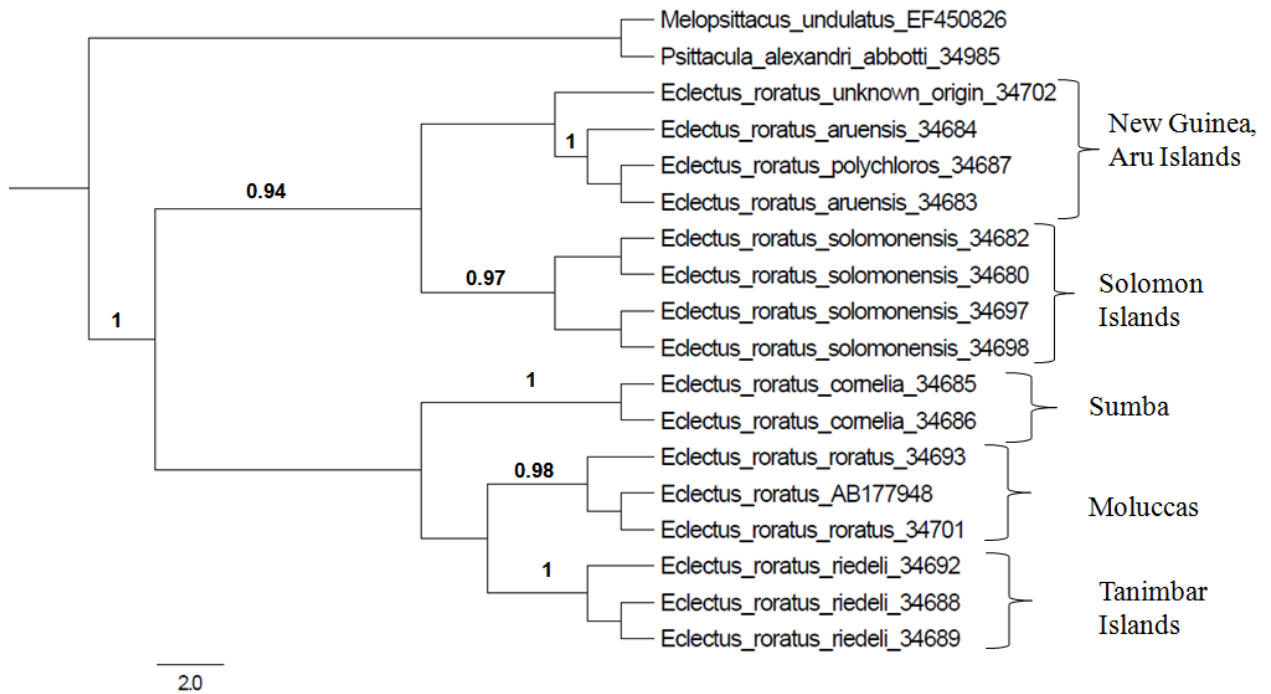 Melopsittacus_undulatus_EF450826
Psittacula_alexandri_abbotti_34985
Eclectus_roratus_unknown_origin_34702
Eclectus_roratus_aruensis_34684
1
Eclectus_roratus_polychloros_34687
Eclectus_roratus_aruensis_34683
New Guinea,
Aru Islands
0.94
Eclectus_roratus_solomonensis_34682
Eclectus_roratus_solomonensis_34680
0.97
Eclectus_roratus_solomonensis_34697
Eclectus_roratus_solomonensis_34698
Solomon
Islands
1
Eclectus_roratus_cornelia_34685
1
Eclectus_roratus_cornelia_34686
Sumba
Eclectus_roratus_roratus_34693
0.98
Eclectus_roratus_AB177948
Eclectus_roratus_roratus_34701
Moluccas
Eclectus_roratus_riedeli_34692
1
Eclectus_roratus_riedeli_34688
Eclectus_roratus_riedeli_34689
Tanimbar
Islands
2.0